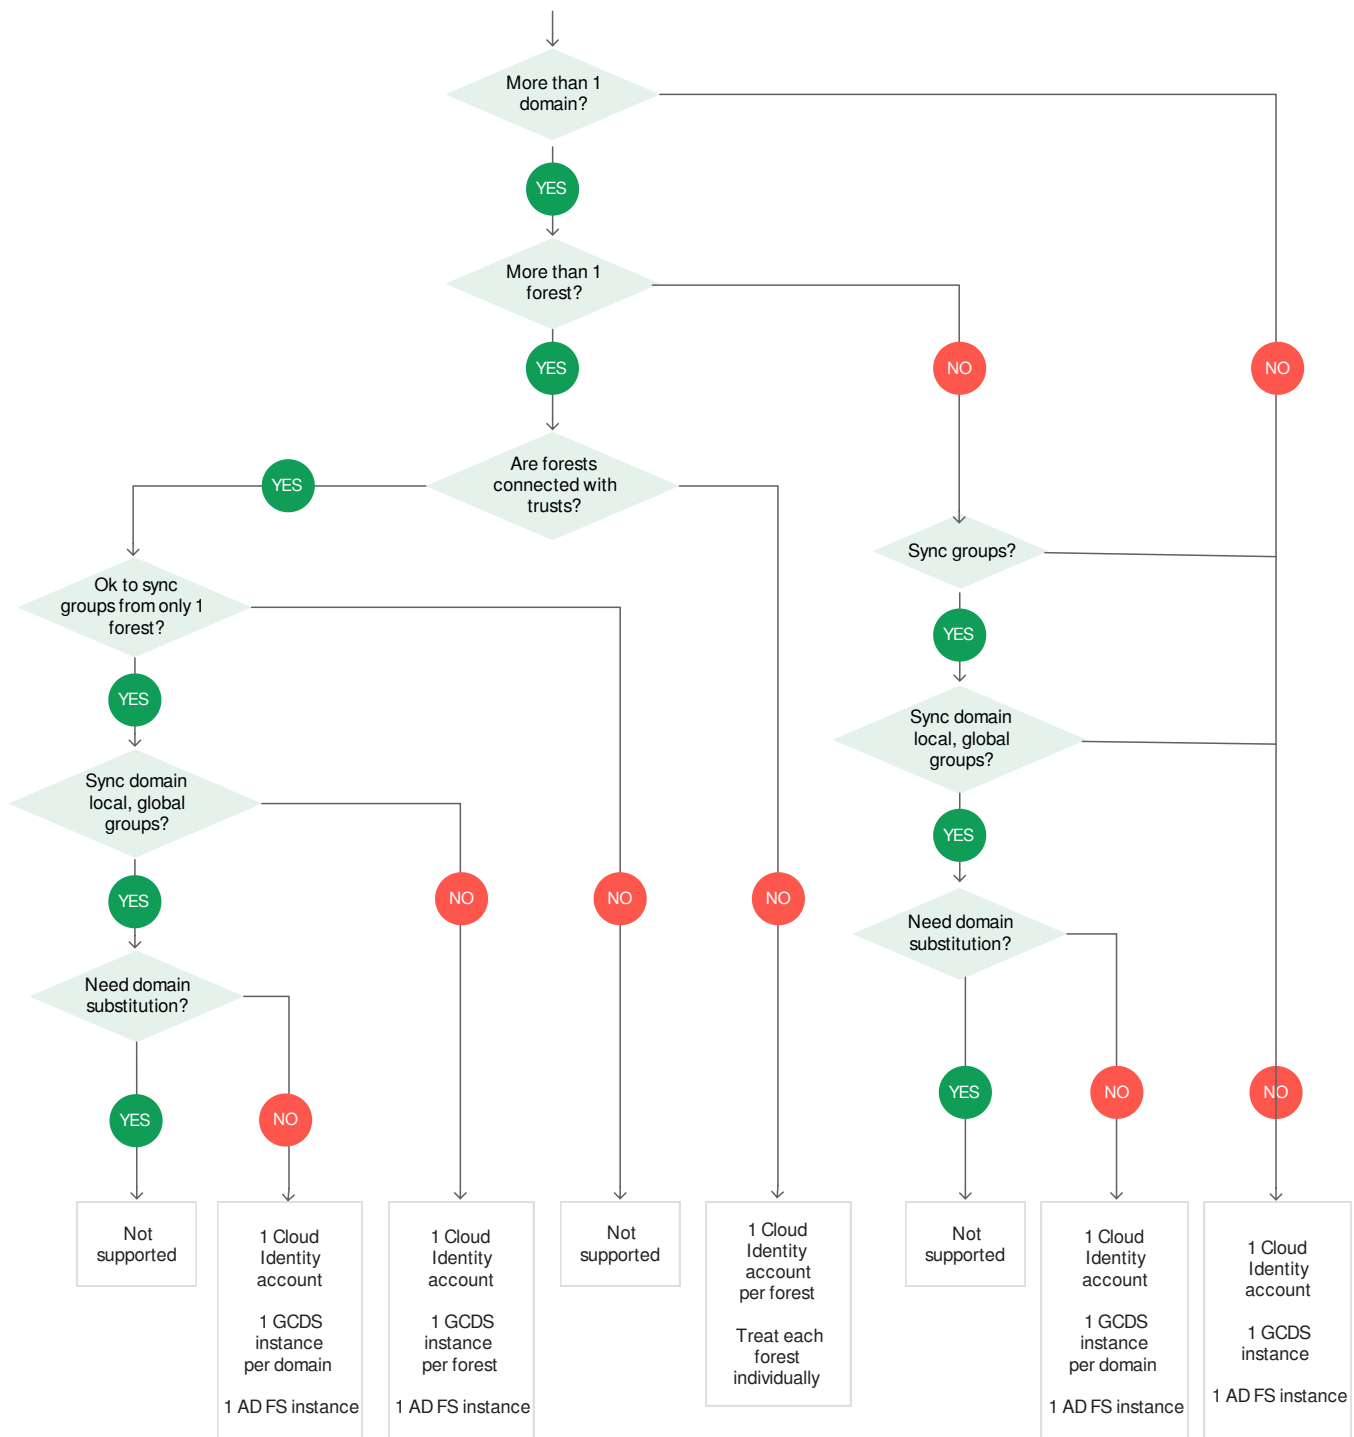 More than 1
domain?
YES
More than 1
forest?
YES
NO
NO
Are forests
connected with
trusts?
YES
Sync groups?
Ok to sync
groups from only 1
forest?
YES
YES
Sync domain
local, global
groups?
Sync domain
local, global
groups?
YES
YES
NO
NO
NO
Need domain
substitution?
Need domain
substitution?
YES
NO
YES
NO
NO
Not
supported
1 Cloud
Identity
account
1 GCDS
instance
per domain
1 AD FS instance
1 Cloud
Identity
account
1 GCDS
instance
per forest
1 AD FS instance
Not
supported
1 Cloud
Identity
account
per forest
Treat each
forest
individually
Not
supported
1 Cloud
Identity
account
1 GCDS
instance
per domain
1 AD FS instance
1 Cloud
Identity
account
1 GCDS
instance
1 AD FS instance